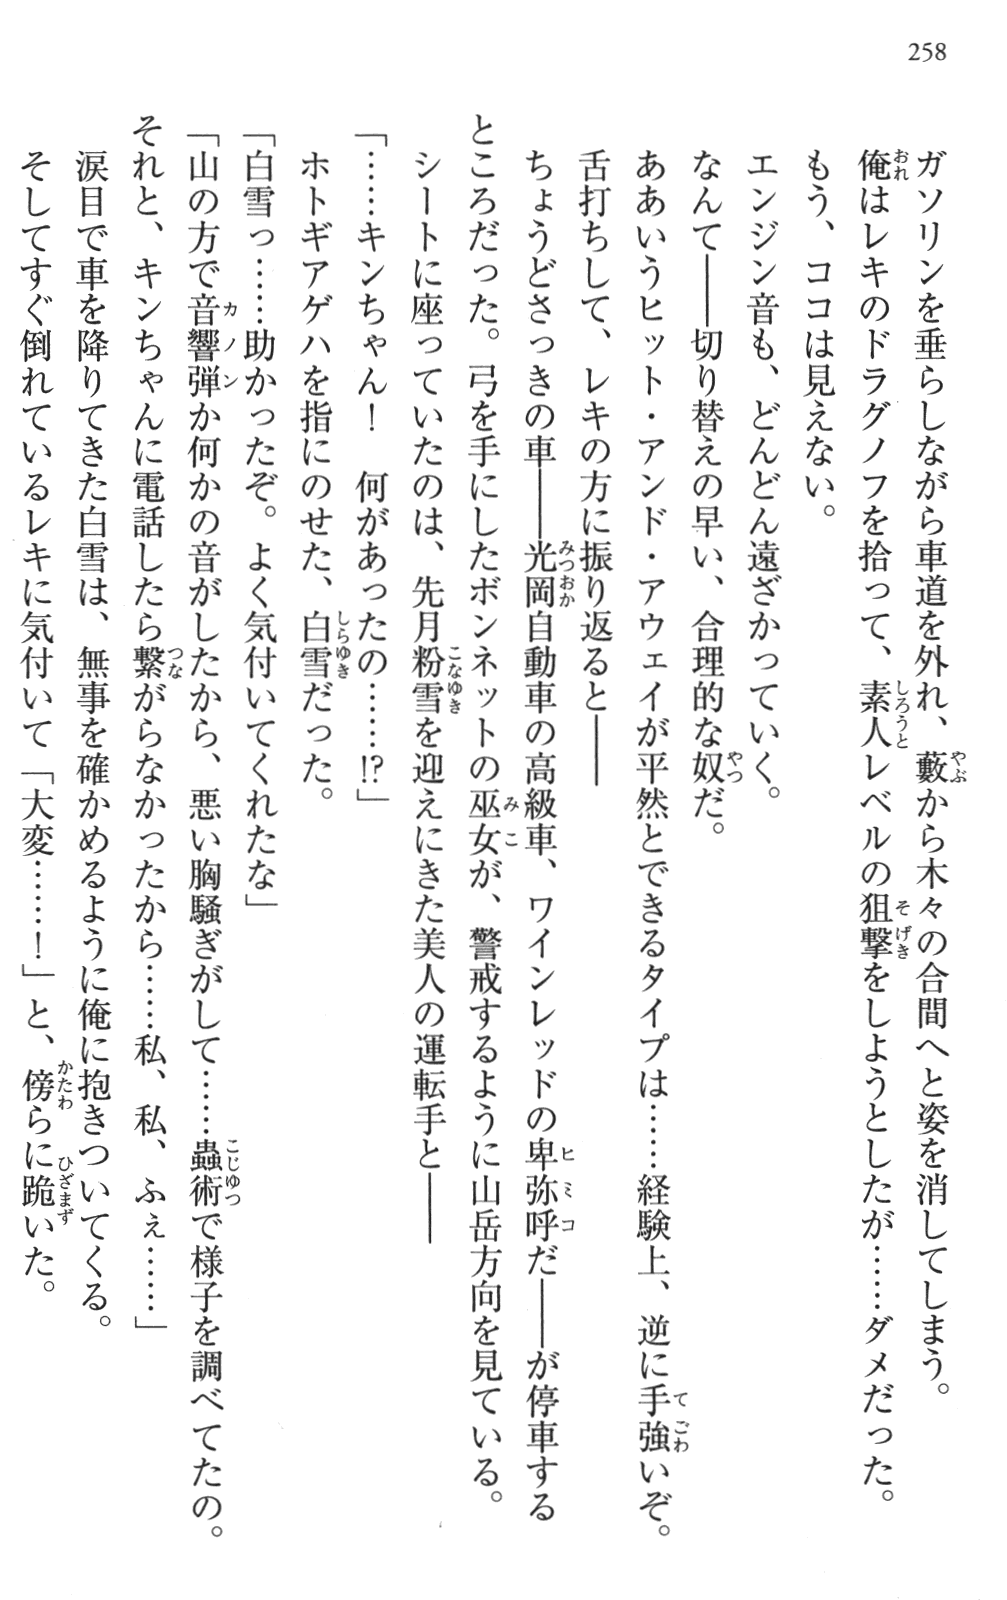 258
ガソリンを垂らしながら車道を外れ、藪から木々の合間へと姿を消してしまう。
俺はレキのドラグノフを拾って、素人レベルの狙撃をしようとしたが……ダメだった。
もう、ココは見えない。
エンジン音も、どんどん遠ざかっていく。
なんて――切り替えの早い、合理的な奴だ。
ああいうヒット・アンド・アウェイが平然とできるタイプは……経験上、逆に手強いぞ。
舌打ちして、レキの方に振り返ると――
ちょうどさっきの車――光岡自動車の高級車、ワインレッドの卑弥呼だ――が停車する
ところだった。弓を手にしたボンネットの巫女が、警戒するように山岳方向を見ている。
シートに座っていたのは、先月粉雪を迎えにきた美人の運転手と――
「……キンちゃん！　何があったの……!?」
ホトギアゲハを指にのせた、白雪だった。
「白雪っ……助かったぞ。よく気付いてくれたな」
「山の方で音響弾か何かの音がしたから、悪い胸騒ぎがして……蟲術で様子を調べてたの。
それと、キンちゃんに電話したら繋がらなかったから……私、私、ふぇ……」
涙目で車を降りてきた白雪は、無事を確かめるように俺に抱きついてくる。
そしてすぐ倒れているレキに気付いて「大変……！」と、傍らに跪いた。